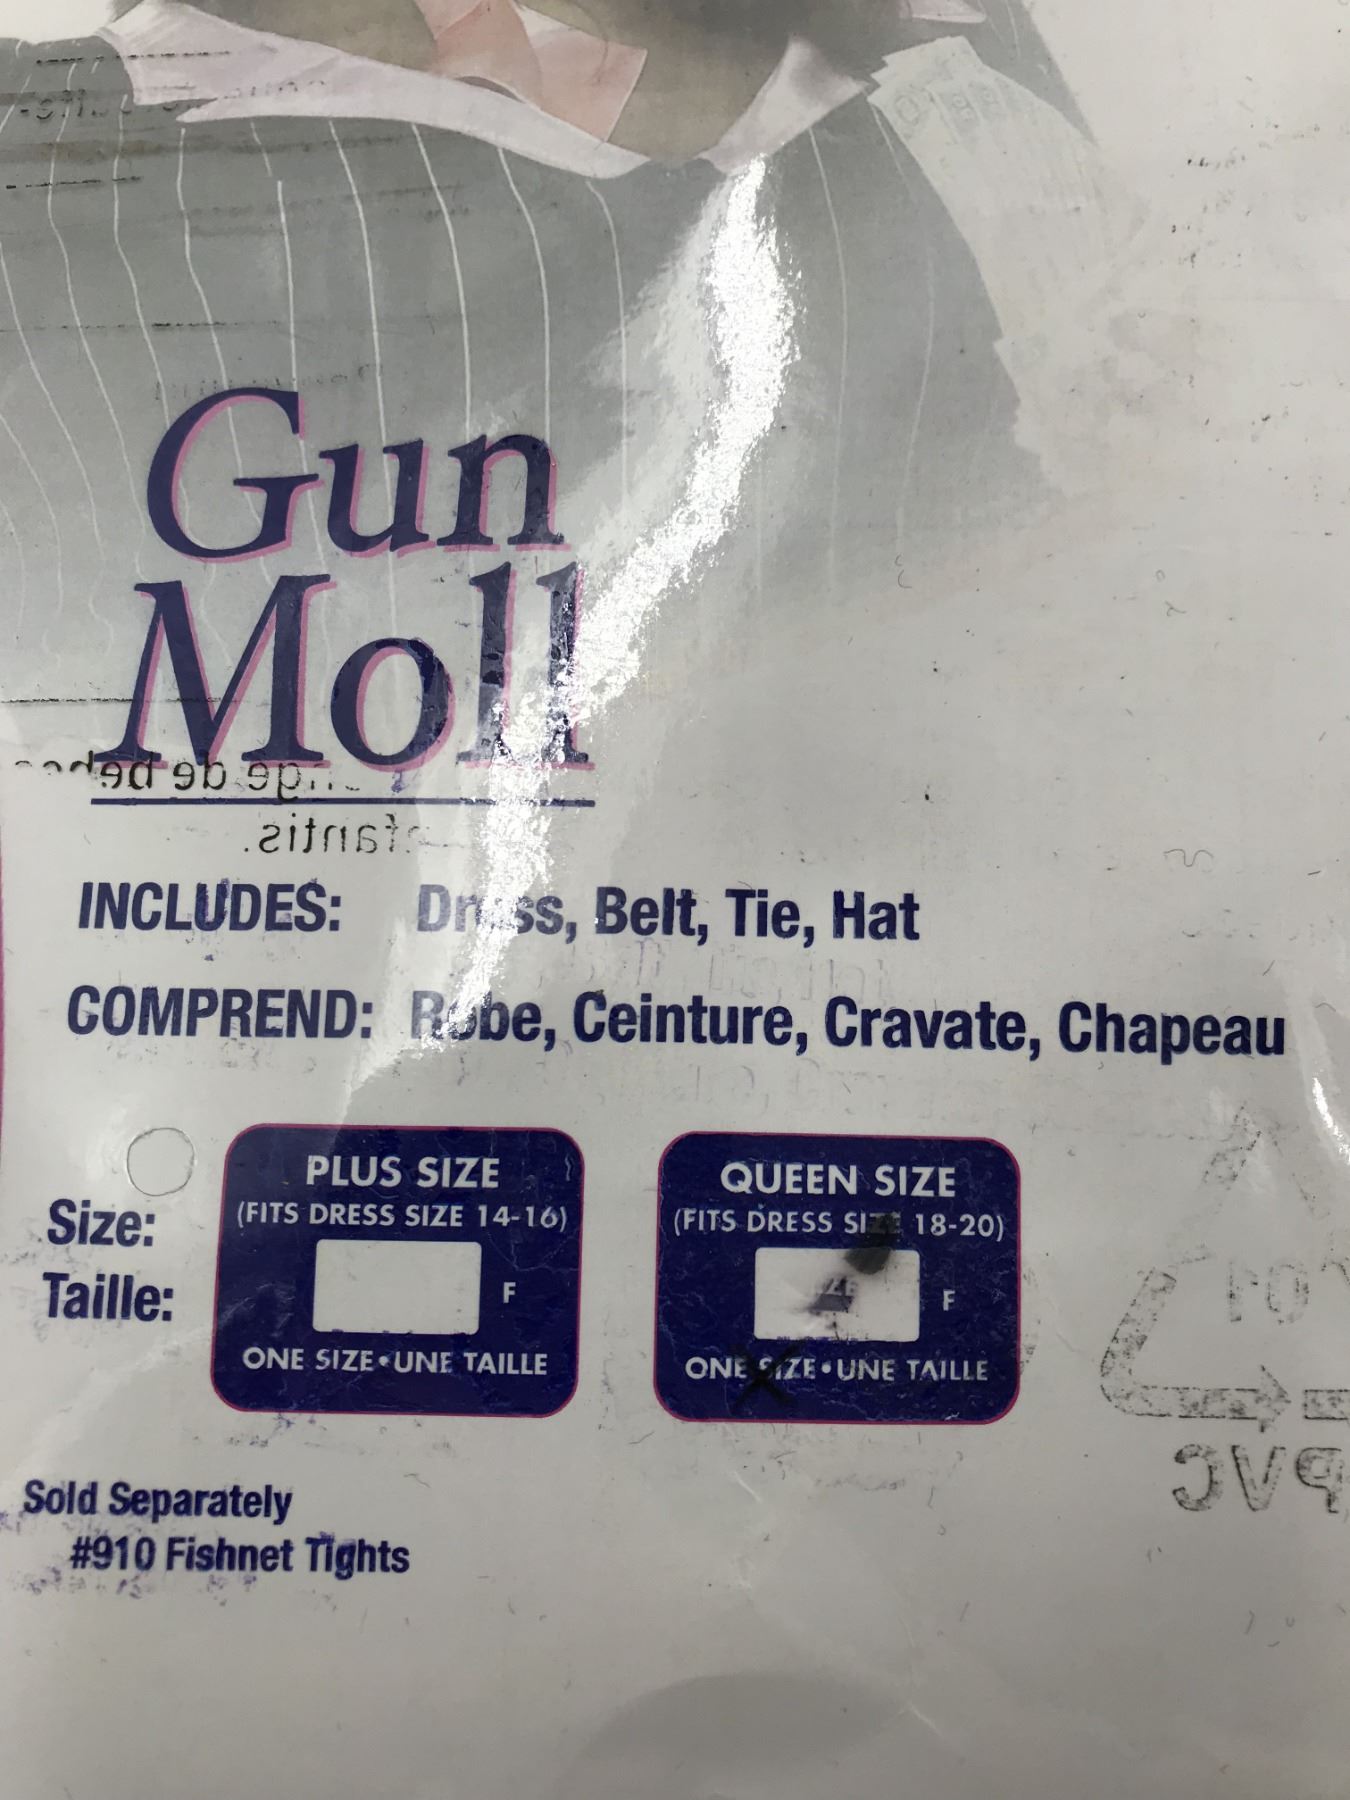 Gun
Moll
INCLUDES: Dress, Belt, Tie, Hat
COMPREND: Robe, Ceinture, Cravate, Chapeau
Size:
Taille:
PLUS SIZE
(FITS DRESS SIZE 14-16)
F
ONE SIZE•UNE TAILLE
QUEEN SIZE
(FITS DRESS SIZE 18-20)
F
ONE SIZE•UNE TAILLE
PVC
Sold Separately
#910 Fishnet Tights